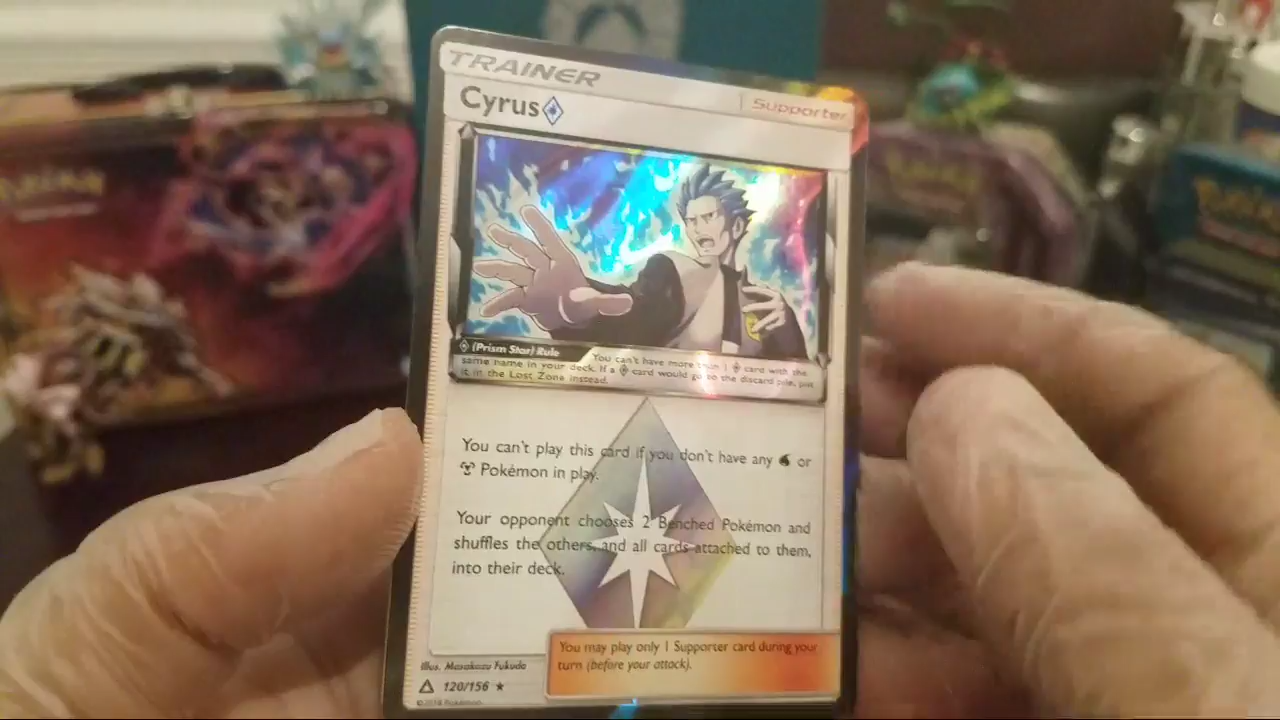 TRAINER
Cyrus
Supporter
(Prism Star) Rule
You can't have more than 1 card with the
same name in your deck. If a card would go to the discard pile, put
it in the Lost Zone instead.
You can't play this card if you don't have any or
Pokémon in play.
Your opponent chooses 2 Benched Pokémon and
shuffles the others, and all cards attached to them,
into their deck.
You may play only 1 Supporter card during your
turn (before your attack).
Illus. Masakazu Fukuda
120/156
©2018 Pokémon
POKÉMON